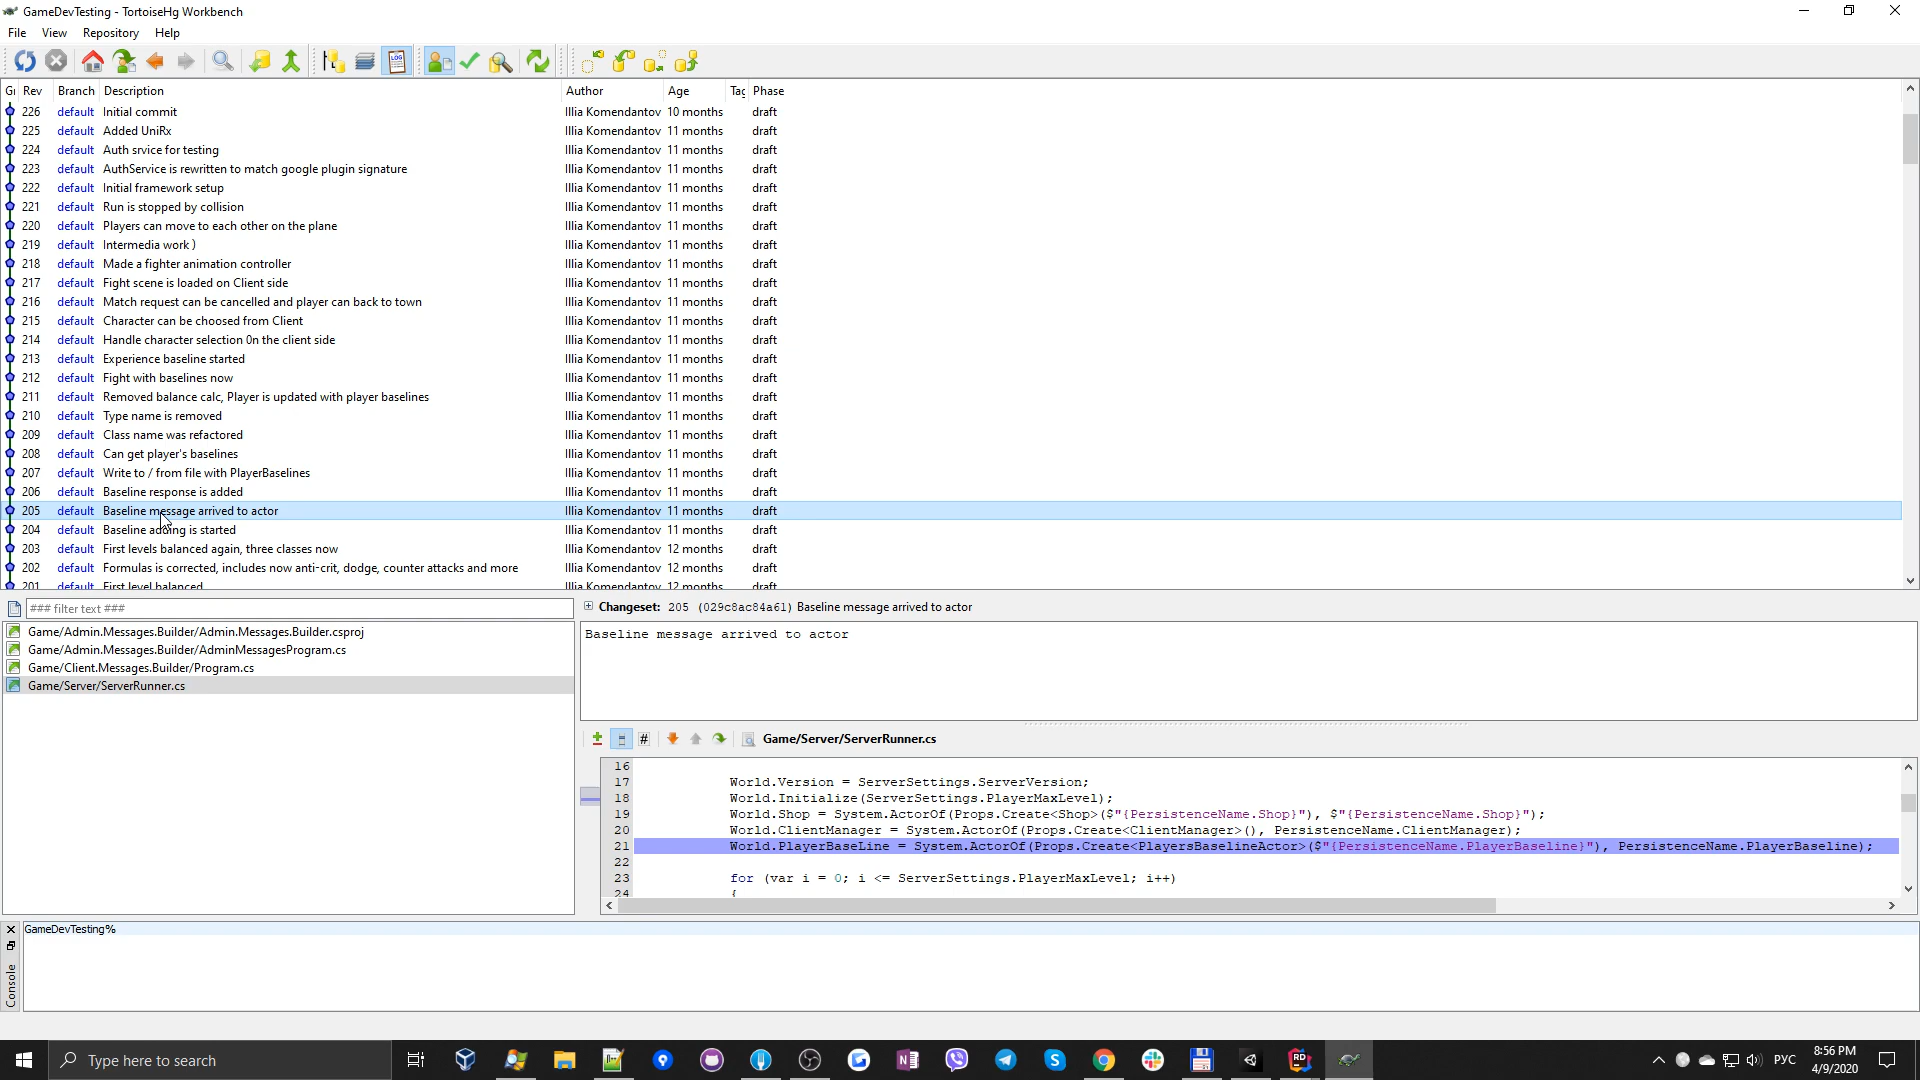 GameDevTesting - TortoiseHg Workbench
File View Repository Help
LOG
Gr Rev Branch Description Author Age Tag Phase
226 default Initial commit Illia Komendantov 10 months draft
225 default Added UniRx Illia Komendantov 11 months draft
224 default Auth srvice for testing Illia Komendantov 11 months draft
223 default AuthService is rewritten to match google plugin signature Illia Komendantov 11 months draft
222 default Initial framework setup Illia Komendantov 11 months draft
221 default Run is stopped by collision Illia Komendantov 11 months draft
220 default Players can move to each other on the plane Illia Komendantov 11 months draft
219 default Intermedia work ) Illia Komendantov 11 months draft
218 default Made a fighter animation controller Illia Komendantov 11 months draft
217 default Fight scene is loaded on Client side Illia Komendantov 11 months draft
216 default Match request can be cancelled and player can back to town Illia Komendantov 11 months draft
215 default Character can be choosed from Client Illia Komendantov 11 months draft
214 default Handle character selection 0n the client side Illia Komendantov 11 months draft
213 default Experience baseline started Illia Komendantov 11 months draft
212 default Fight with baselines now Illia Komendantov 11 months draft
211 default Removed balance calc, Player is updated with player baselines Illia Komendantov 11 months draft
210 default Type name is removed Illia Komendantov 11 months draft
209 default Class name was refactored Illia Komendantov 11 months draft
208 default Can get player's baselines Illia Komendantov 11 months draft
207 default Write to / from file with PlayerBaselines Illia Komendantov 11 months draft
206 default Baseline response is added Illia Komendantov 11 months draft
205 default Baseline message arrived to actor Illia Komendantov 11 months draft
204 default Baseline adding is started Illia Komendantov 11 months draft
203 default First levels balanced again, three classes now Illia Komendantov 12 months draft
202 default Formulas is corrected, includes now anti-crit, dodge, counter attacks and more Illia Komendantov 12 months draft
201 default First level balanced Illia Komendantov 12 months draft
### filter text ###
Game/Admin.Messages.Builder/Admin.Messages.Builder.csproj
Game/Admin.Messages.Builder/AdminMessagesProgram.cs
Game/Client.Messages.Builder/Program.cs
Game/Server/ServerRunner.cs
Changeset: 205 (029c8ac84a61) Baseline message arrived to actor
Baseline message arrived to actor
# Game/Server/ServerRunner.cs
16
17 World.Version = ServerSettings.ServerVersion;
18 World.Initialize(ServerSettings.PlayerMaxLevel);
19 World.Shop = System.ActorOf(Props.Create<Shop>($"{PersistenceName.Shop}"), $"{PersistenceName.Shop}");
20 World.ClientManager = System.ActorOf(Props.Create<ClientManager>(), PersistenceName.ClientManager);
21 World.PlayerBaseLine = System.ActorOf(Props.Create<PlayersBaselineActor>($"{PersistenceName.PlayerBaseline}"), PersistenceName.PlayerBaseline);
22
23 for (var i = 0; i <= ServerSettings.PlayerMaxLevel; i++)
24 {
Console
GameDevTesting%
Type here to search
РУС
8:56 PM
4/9/2020